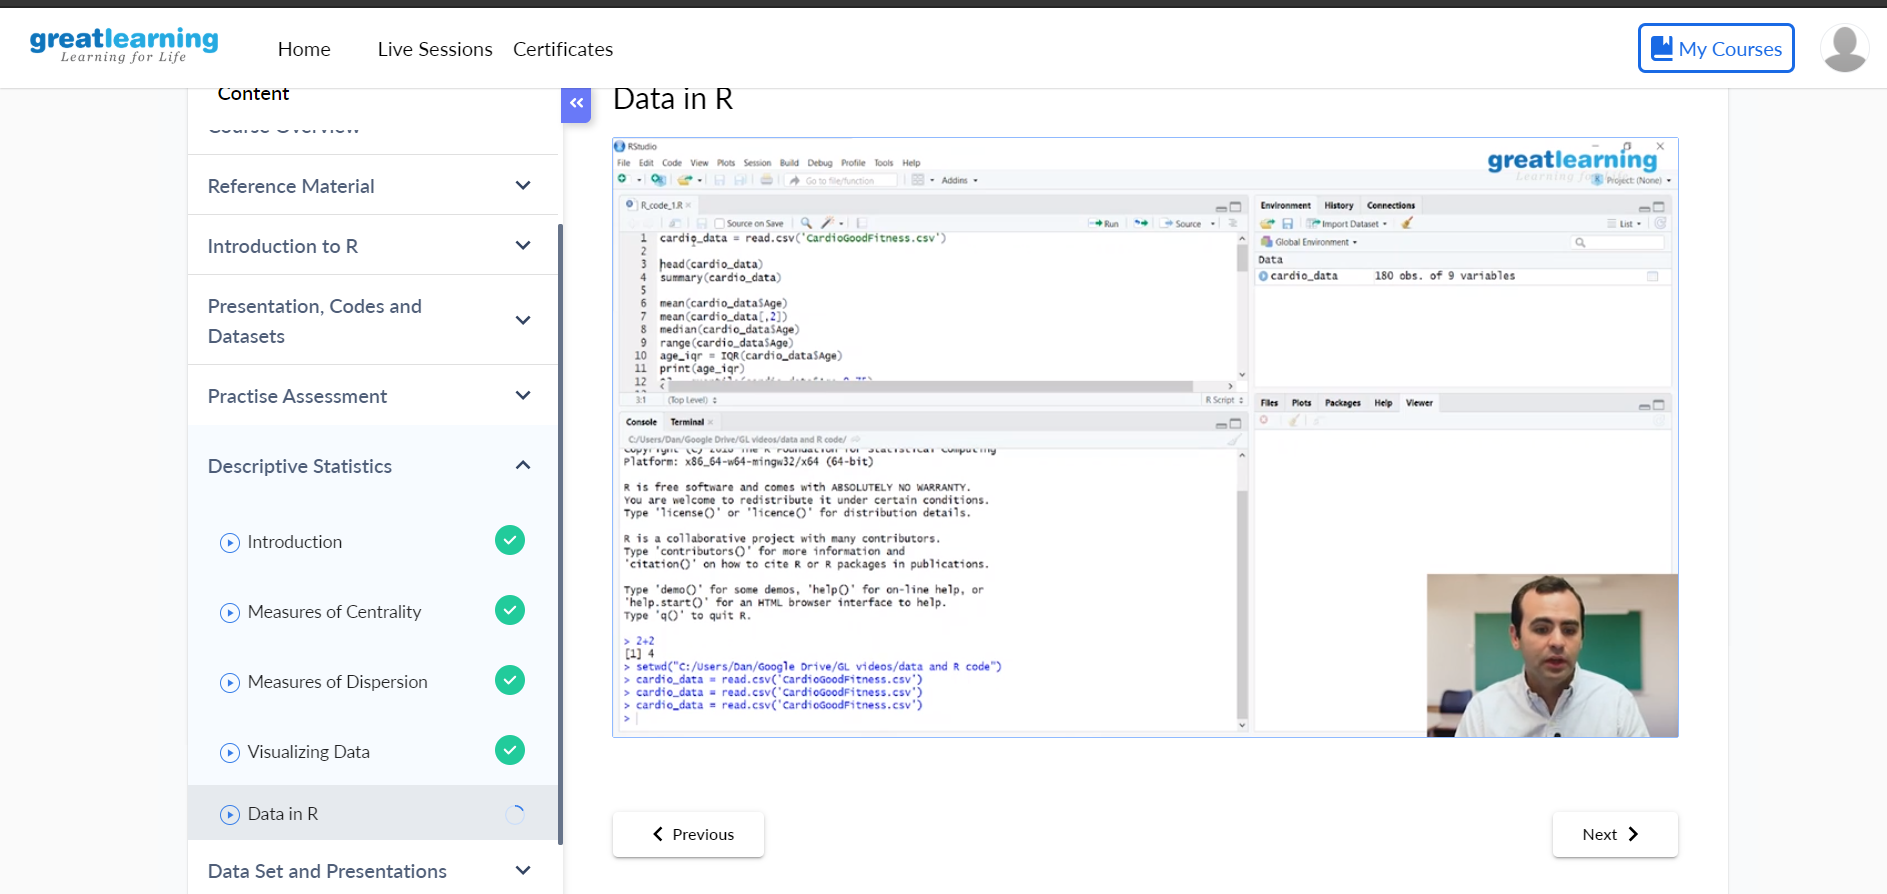 greatlearning
Learning for Life
Home
Live Sessions
Certificates
My Courses
Content
Course Overview
Reference Material
Introduction to R
Presentation, Codes and
Datasets
Practise Assessment
Descriptive Statistics
Introduction
Measures of Centrality
Measures of Dispersion
Visualizing Data
Data in R
Data Set and Presentations
Data in R
RStudio
File Edit Code View Plots Session Build Debug Profile Tools Help
Go to file/function
Addins
greatlearning
Learning for Life
Project: (None)
R_code_1.R
Source on Save
Run
Source
1 cardio_data = read.csv('CardioGoodFitness.csv')
2
3 head(cardio_data)
4 summary(cardio_data)
5
6 mean(cardio_data$Age)
7 mean(cardio_data[,2])
8 median(cardio_data$Age)
9 range(cardio_data$Age)
10 age_iqr = IQR(cardio_data$Age)
11 print(age_iqr)
12
3:1 (Top Level) R Script
Console Terminal
C:/Users/Dan/Google Drive/GL videos/data and R code/
Copyright (C) 2018 The R Foundation for Statistical Computing
Platform: x86_64-w64-mingw32/x64 (64-bit)
R is free software and comes with ABSOLUTELY NO WARRANTY.
You are welcome to redistribute it under certain conditions.
Type 'license()' or 'licence()' for distribution details.
R is a collaborative project with many contributors.
Type 'contributors()' for more information and
'citation()' on how to cite R or R packages in publications.
Type 'demo()' for some demos, 'help()' for on-line help, or
'help.start()' for an HTML browser interface to help.
Type 'q()' to quit R.
> 2+2
[1] 4
> setwd("C:/Users/Dan/Google Drive/GL videos/data and R code")
> cardio_data = read.csv('CardioGoodFitness.csv')
> cardio_data = read.csv('CardioGoodFitness.csv')
> cardio_data = read.csv('CardioGoodFitness.csv')
>
Environment History Connections
Import Dataset
List
Global Environment
Data
cardio_data 180 obs. of 9 variables
Files Plots Packages Help Viewer
Previous
Next